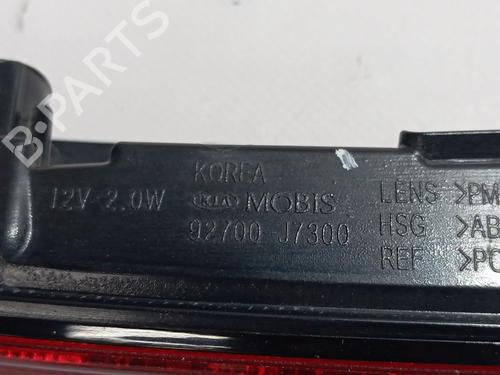 B-PARTS
KOREA
12V-2.0W
KIA MOBIS
92700 J7300
LENS >PM
HSG >AB
REF >PC